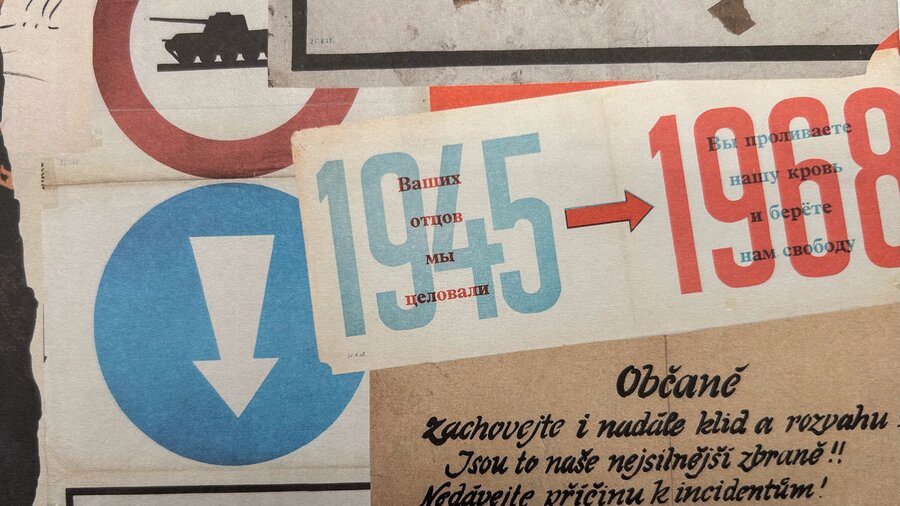 1945
Ваших
отцов
мы
целовали
1968
Вы проливаете
нашу кровь
и берёте
нам свободу
Občané
Zachovejte i nadále klid a rozvahu
Jsou to naše nejsilnější zbraně!!
Nedávejte příčinu k incidentům!